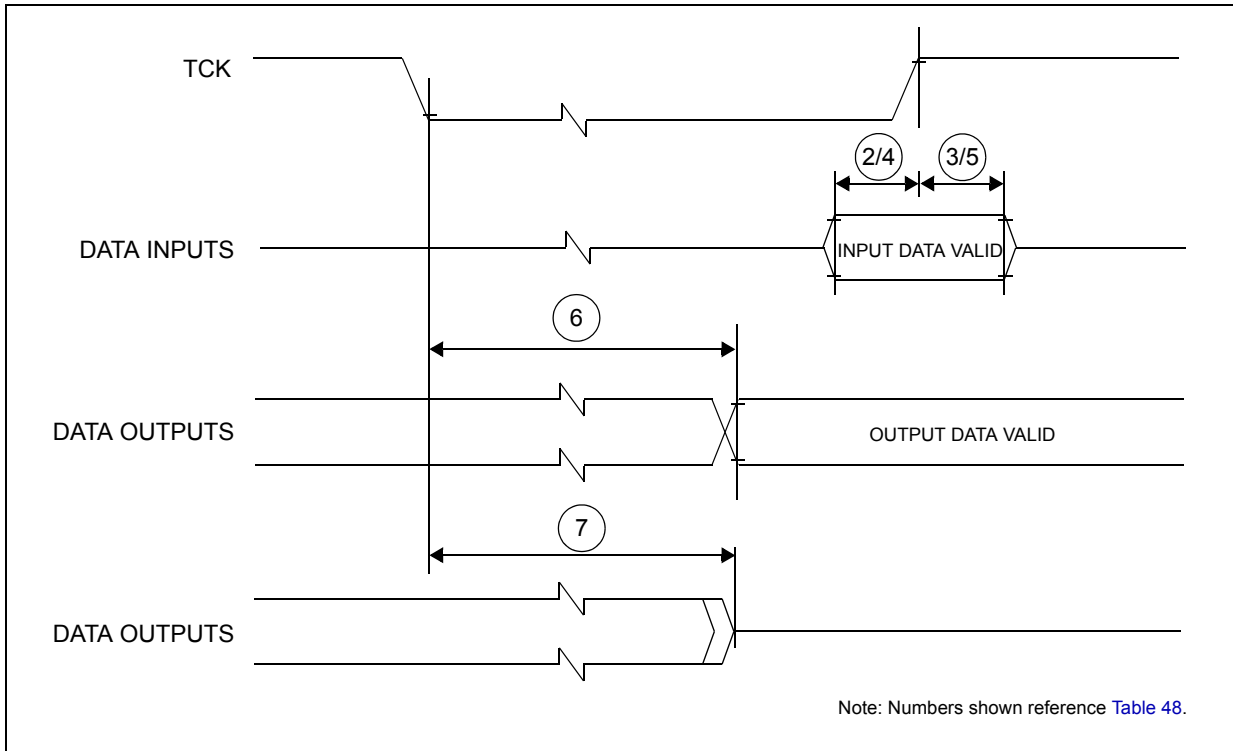 TCK
2/4
3/5
DATA INPUTS
INPUT DATA VALID
6
DATA OUTPUTS
OUTPUT DATA VALID
7
DATA OUTPUTS
Note: Numbers shown reference Table 48.